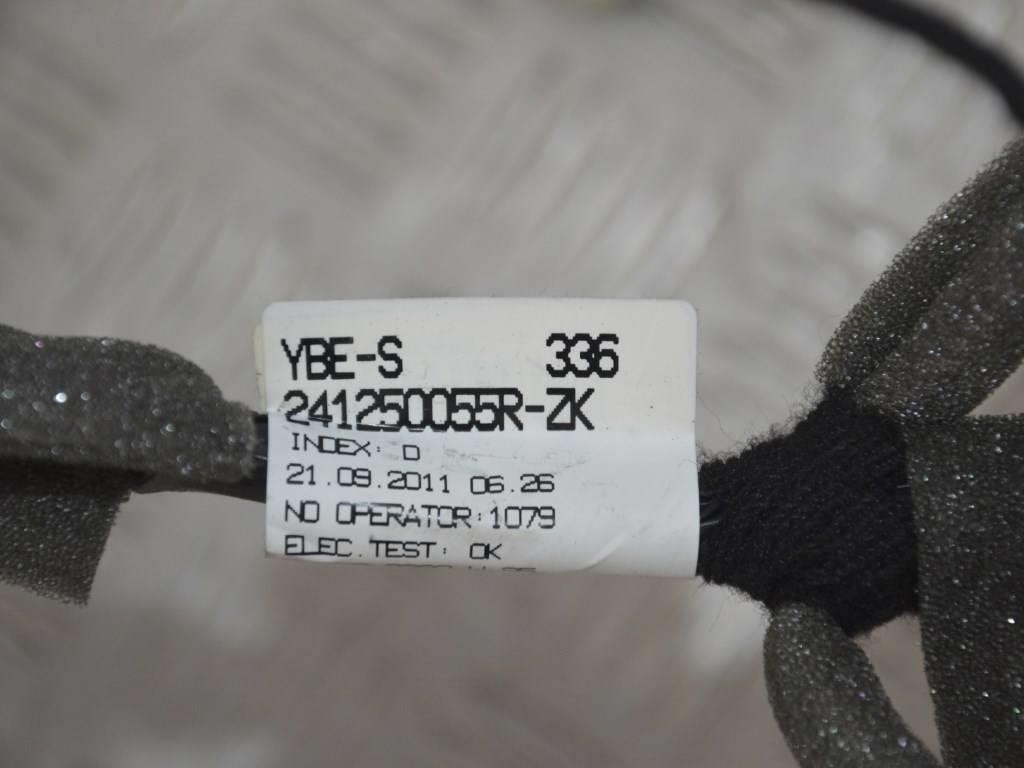 YBE-S 336
241250055R-ZK
INDEX: D
21.09.2011 06.26
NO OPERATOR:1079
ELEC.TEST: OK